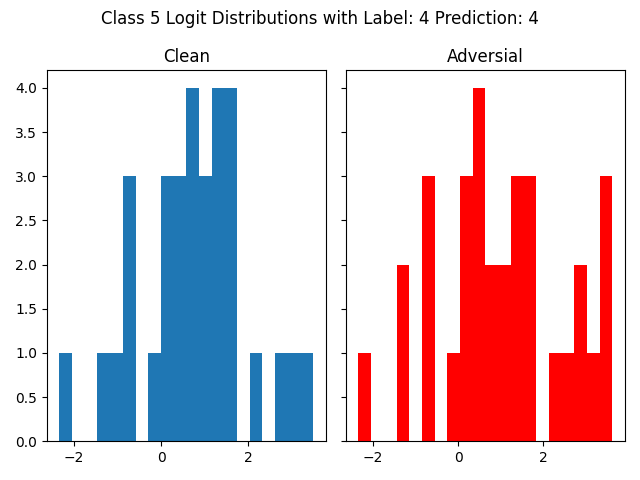 Class 5 Logit Distributions with Label: 4 Prediction: 4
Clean
Adversial
4.0
3.5
3.0
2.5
2.0
1.5
1.0
0.5
0.0
−2 0 2
−2 0 2